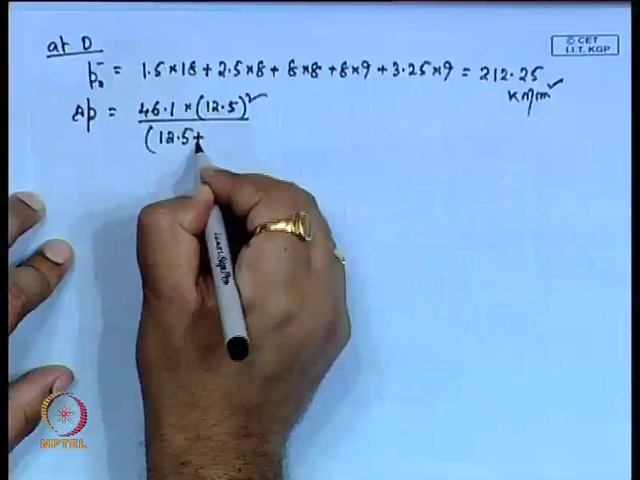 at D
© CET
I.I.T. KGP
p̄₀ = 1.5×18 + 2.5×8 + 8×8 + 8×9 + 3.25×9 = 212.25
kN/m²
Δp = 46.1 × (12.5)²
(12.5+
NPTEL